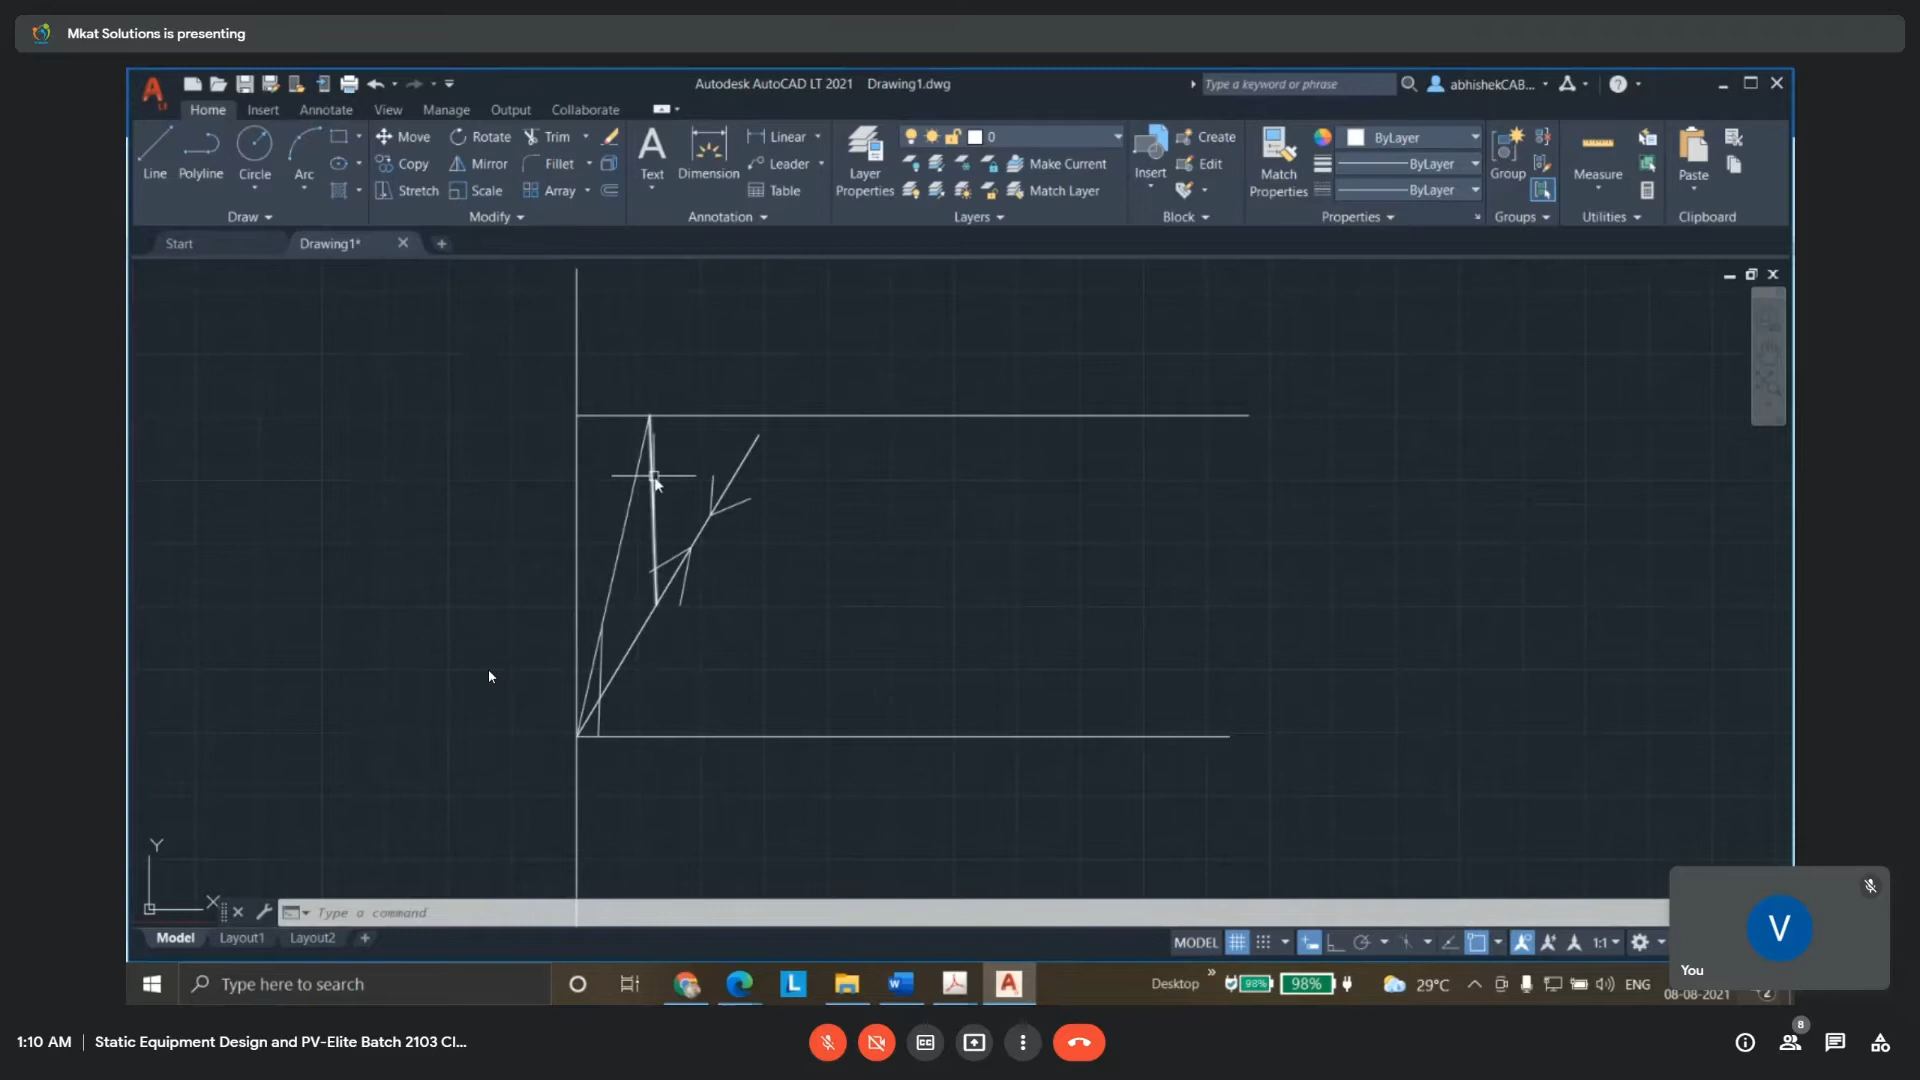 Mkat Solutions is presenting
Autodesk AutoCAD LT 2021 Drawing1.dwg
Type a keyword or phrase
abhishekCAB...
Home Insert Annotate View Manage Output Collaborate
Line Polyline Circle Arc
Move Rotate Trim
Copy Mirror Fillet
Stretch Scale Array
Text Dimension
Linear
Leader
Table
Layer Properties
0
Make Current
Match Layer
Insert
Create
Edit
Match Properties
ByLayer
ByLayer
ByLayer
Group
Measure
Paste
Draw Modify Annotation Layers Block Properties Groups Utilities Clipboard
Start Drawing1*
Y
X
Type a command
Model Layout1 Layout2
MODEL 1:1
Type here to search
Desktop 98% 98% 29°C ENG
08-08-2021
2
V
You
1:10 AM | Static Equipment Design and PV-Elite Batch 2103 Cl...
8